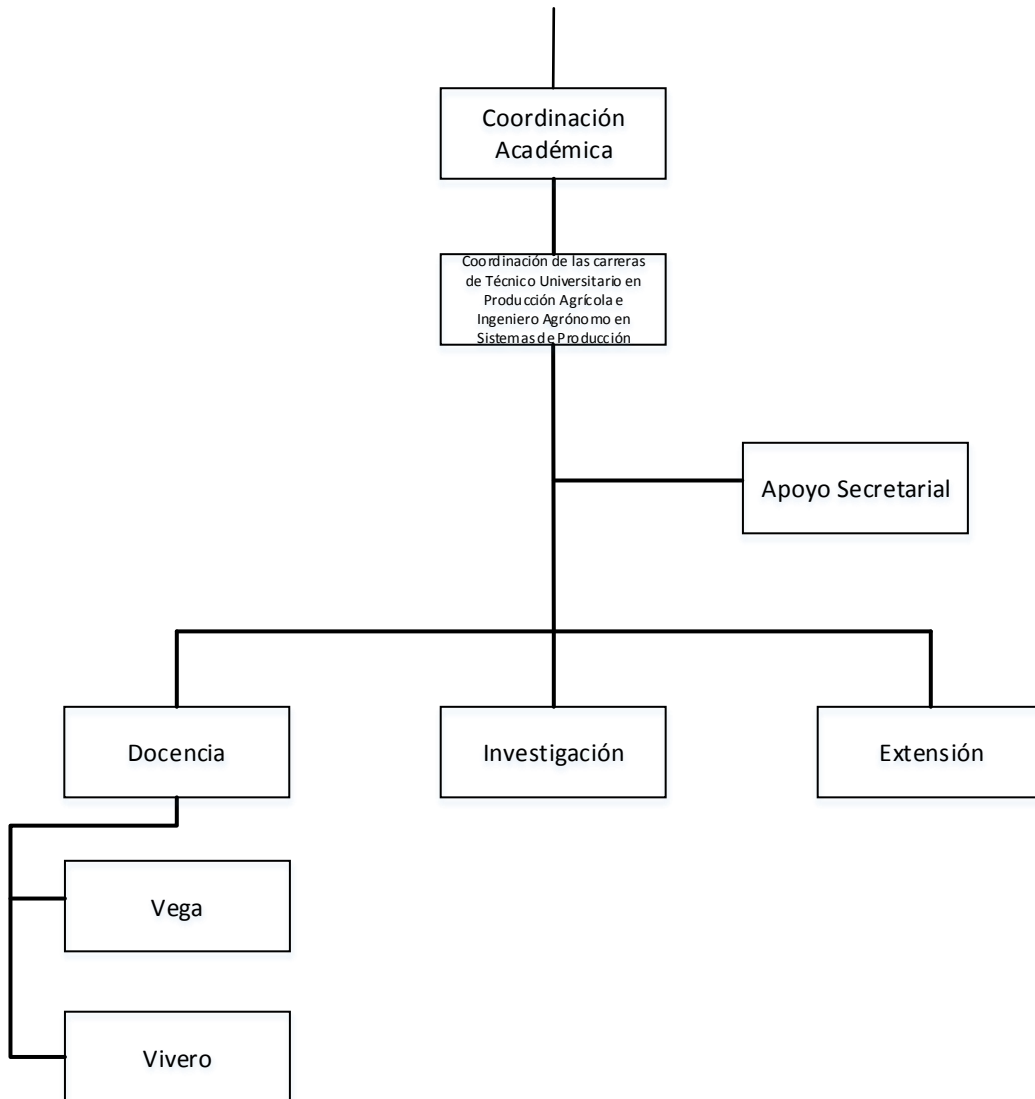 Coordinación
Académica
Coordinación de las carreras
de Técnico Universitario en
Producción Agrícola e
Ingeniero Agrónomo en
Sistemas de Producción
Apoyo Secretarial
Docencia
Investigación
Extensión
Vega
Vivero